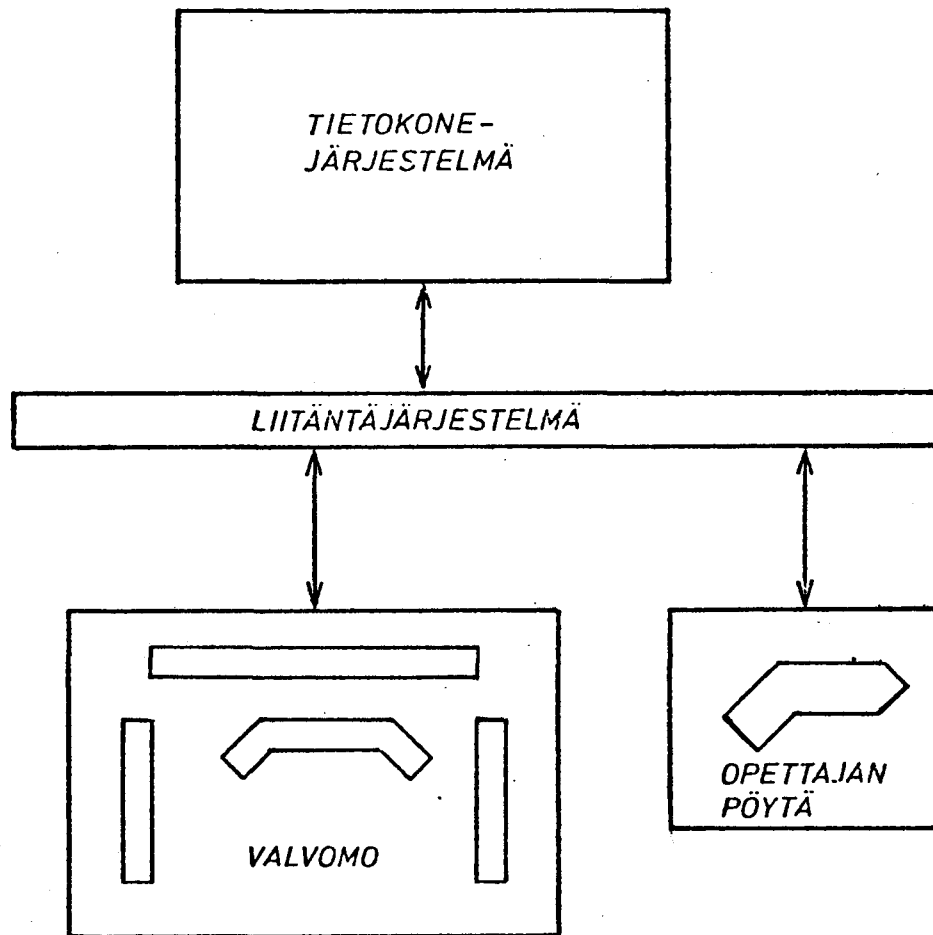 TIETOKONE-
JÄRJESTELMÄ
LIITÄNTÄJÄRJESTELMÄ
VALVOMO
OPETTAJAN
PÖYTÄ